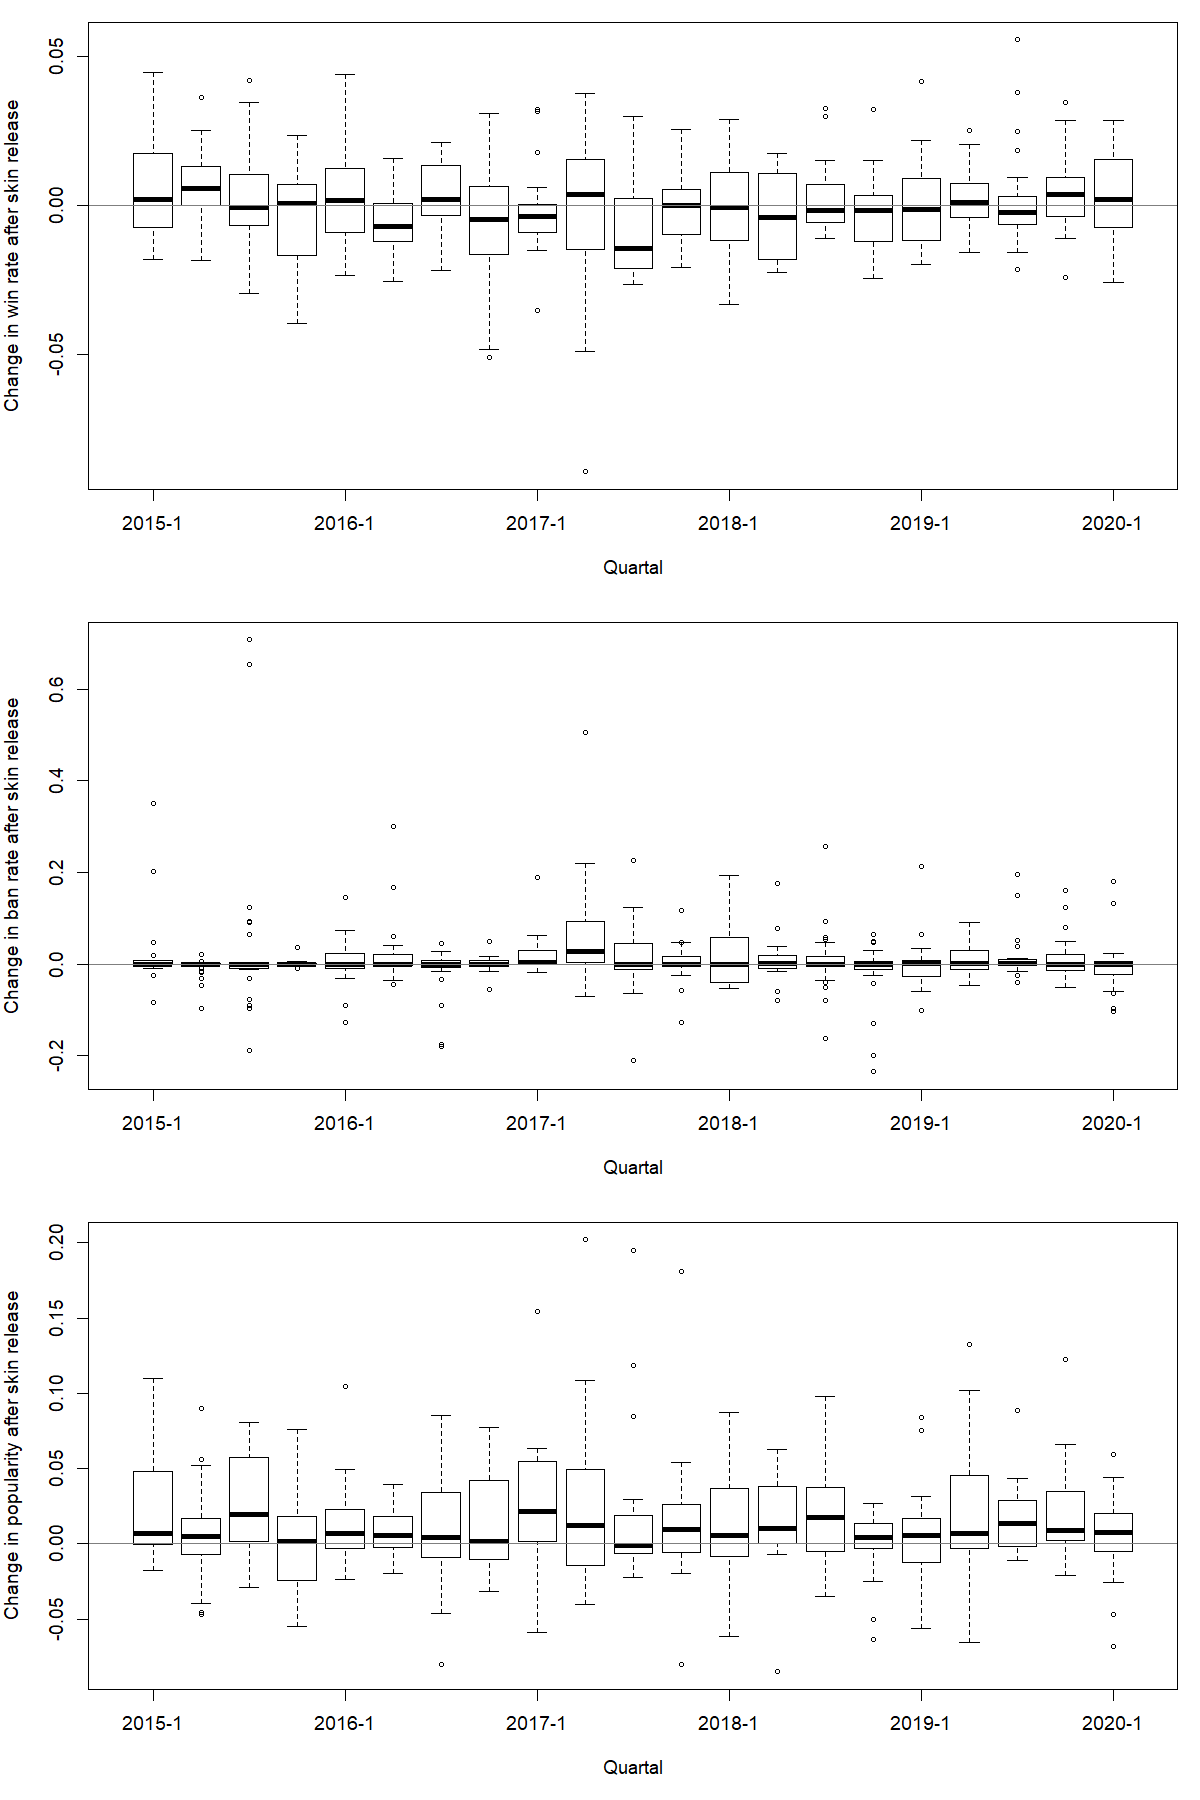 Change in win rate after skin release
0.05
0.00
-0.05
2015-1 2016-1 2017-1 2018-1 2019-1 2020-1
Quartal
Change in ban rate after skin release
0.6
0.4
0.2
0.0
-0.2
2015-1 2016-1 2017-1 2018-1 2019-1 2020-1
Quartal
Change in popularity after skin release
0.20
0.15
0.10
0.05
0.00
-0.05
2015-1 2016-1 2017-1 2018-1 2019-1 2020-1
Quartal